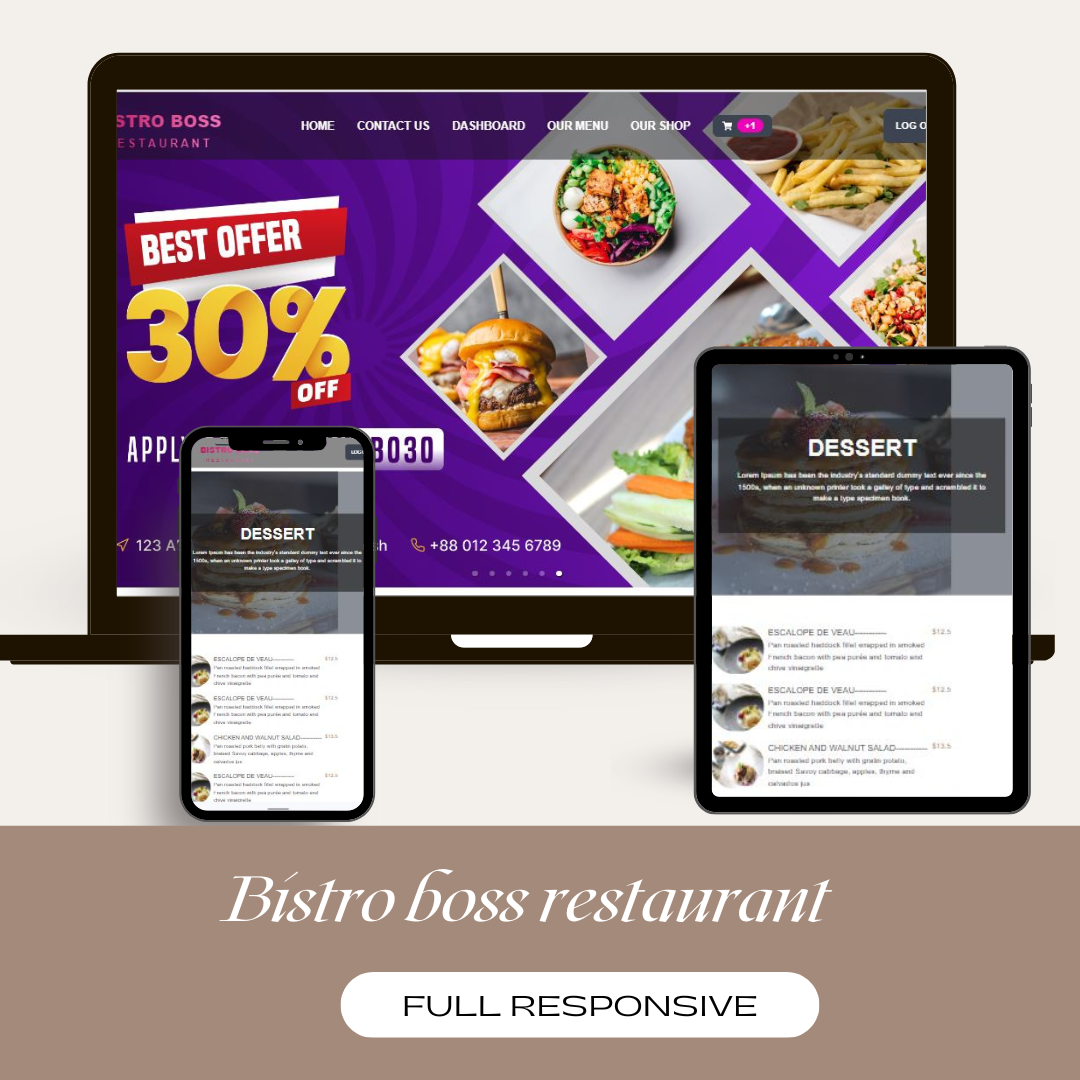 STRO BOSS
ESTAURANT
HOME CONTACT US DASHBOARD OUR MENU OUR SHOP +1 LOG O
BEST OFFER
30%
OFF
APPL BO30
123 A sh +88 012 345 6789
BISTRO BOSS
LOG
DESSERT
Lorem Ipsum has been the industry's standard dummy text ever since the
1500s, when an unknown printer took a galley of type and scrambled it to
make a type specimen book.
ESCALOPE DE VEAU------------ $12.5
Pan roasted haddock fillet wrapped in smoked
French bacon with pea purée and tomato and
chive vinaigrette
ESCALOPE DE VEAU------------ $12.5
Pan roasted haddock fillet wrapped in smoked
French bacon with pea purée and tomato and
chive vinaigrette
CHICKEN AND WALNUT SALAD------------ $13.5
Pan roasted pork belly with gratin potato,
braised Savoy cabbage, apples, thyme and
calvados jus
ESCALOPE DE VEAU------------ $12.5
Pan roasted haddock fillet wrapped in smoked
French bacon with pea purée and tomato and
chive vinaigrette
DESSERT
Lorem Ipsum has been the industry's standard dummy text ever since the
1500s, when an unknown printer took a galley of type and scrambled it to
make a type specimen book.
ESCALOPE DE VEAU------------ $12.5
Pan roasted haddock fillet wrapped in smoked
French bacon with pea purée and tomato and
chive vinaigrette
ESCALOPE DE VEAU------------ $12.5
Pan roasted haddock fillet wrapped in smoked
French bacon with pea purée and tomato and
chive vinaigrette
CHICKEN AND WALNUT SALAD------------ $13.5
Pan roasted pork belly with gratin potato,
braised Savoy cabbage, apples, thyme and
calvados jus
Bistro boss restaurant
FULL RESPONSIVE